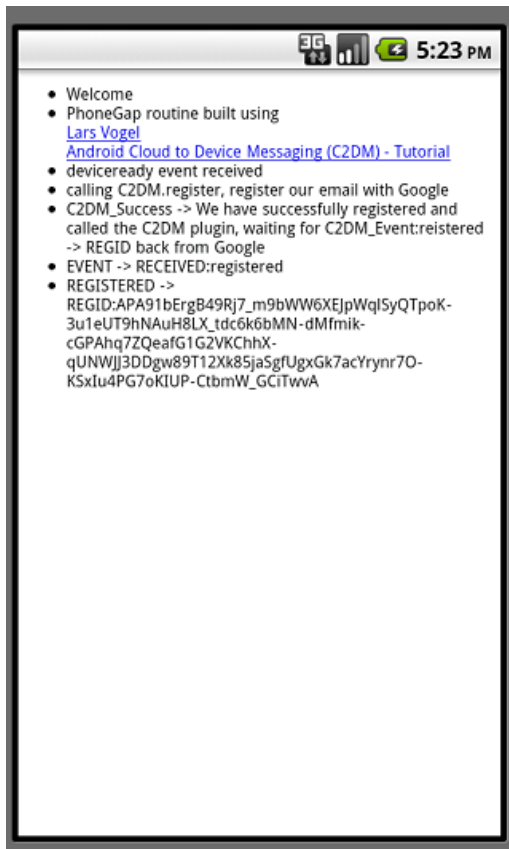 3G
5:23 PM
• Welcome
• PhoneGap routine built using
Lars Vogel
Android Cloud to Device Messaging (C2DM) - Tutorial
• deviceready event received
• calling C2DM.register, register our email with Google
• C2DM_Success -> We have successfully registered and
called the C2DM plugin, waiting for C2DM_Event:reistered
-> REGID back from Google
• EVENT -> RECEIVED:registered
• REGISTERED ->
REGID:APA91bErgB49Rj7_m9bWW6XEJpWqlSyQTpoK-
3u1eUT9hNAuH8LX_tdc6k6bMN-dMfmik-
cGPAhq7ZQeafG1G2VKChhX-
qUNWJJ3DDgw89T12Xk85jaSgfUgxGk7acYrynr7O-
KSxIu4PG7oKIUP-CtbmW_GCiTwvA